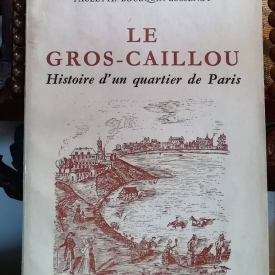 LE
GROS-CAILLOU
Histoire d'un quartier de Paris